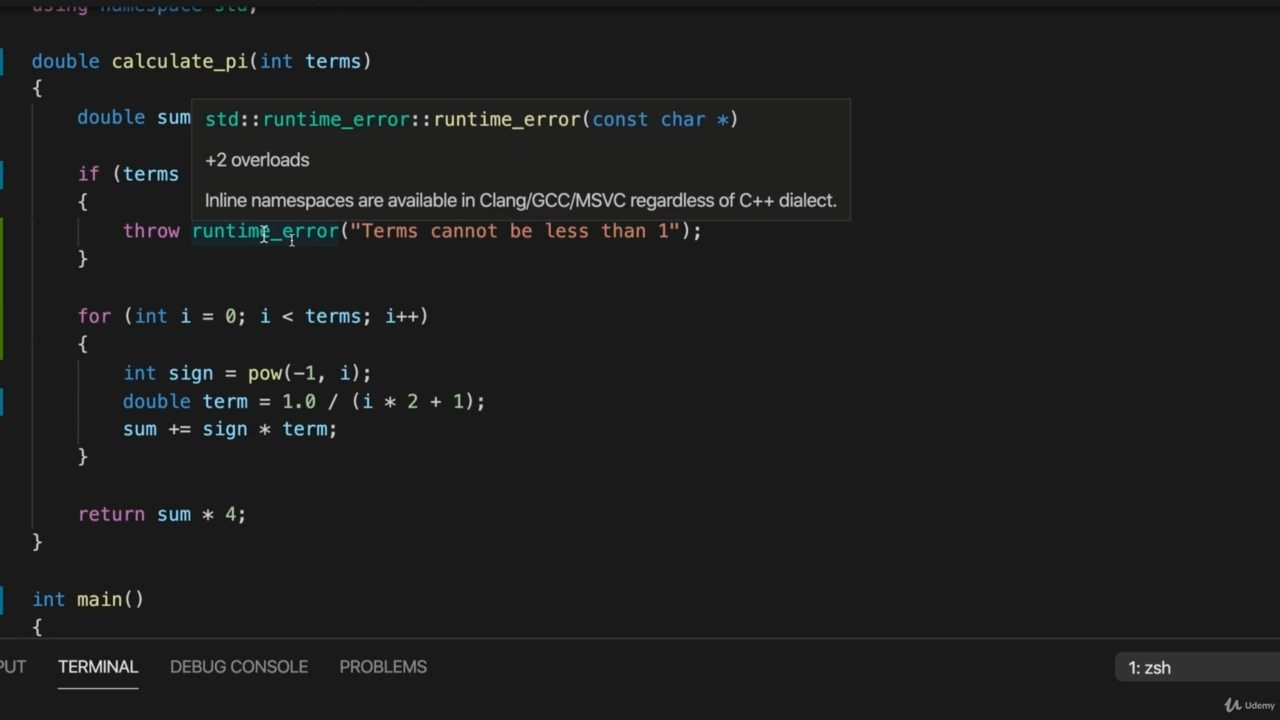 using namespace std;
double calculate_pi(int terms)
{
double sum
std::runtime_error::runtime_error(const char *)
+2 overloads
if (terms
{
Inline namespaces are available in Clang/GCC/MSVC regardless of C++ dialect.
throw runtime_error("Terms cannot be less than 1");
}
for (int i = 0; i < terms; i++)
{
int sign = pow(-1, i);
double term = 1.0 / (i * 2 + 1);
sum += sign * term;
}
return sum * 4;
}
int main()
{
PUT TERMINAL DEBUG CONSOLE PROBLEMS 1: zsh
Udemy